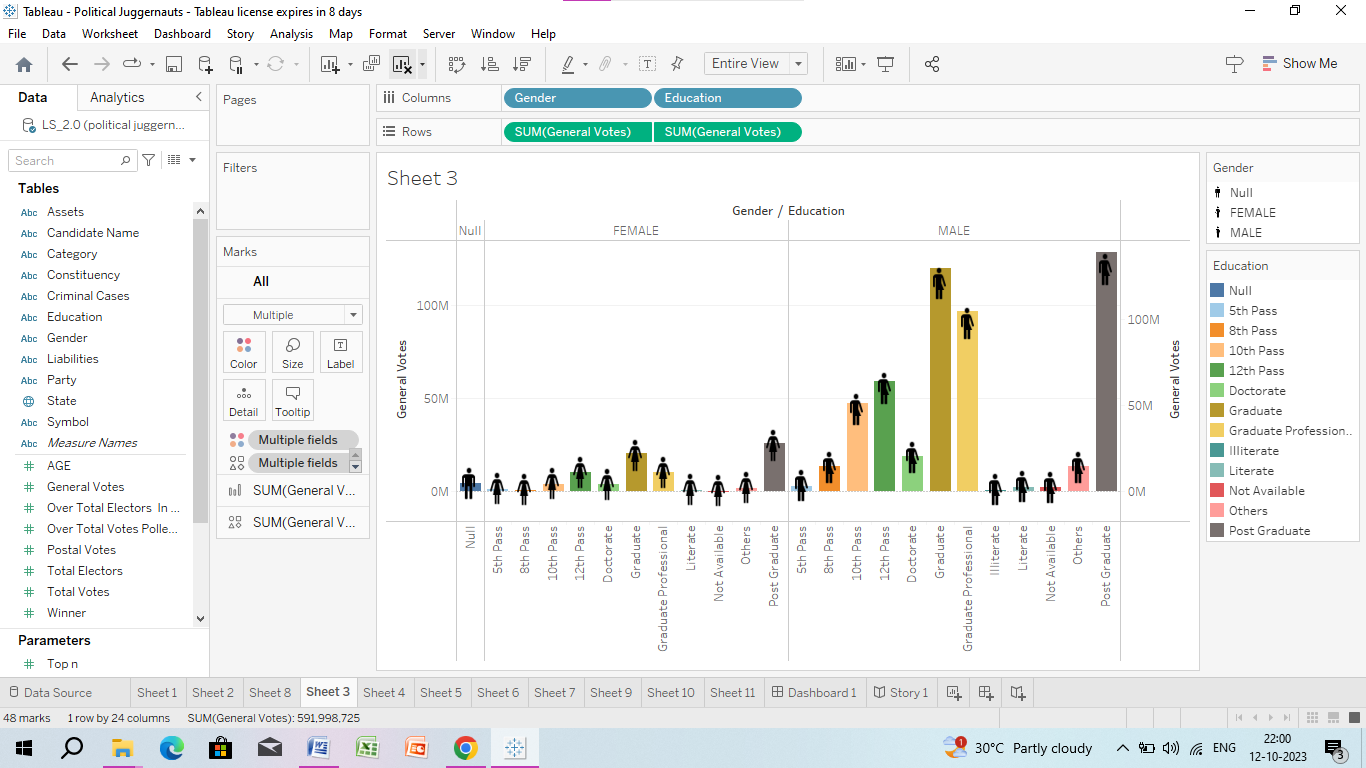 Tableau - Political Juggernauts - Tableau license expires in 8 days
File Data Worksheet Dashboard Story Analysis Map Format Server Window Help
Entire View
Show Me
Data Analytics
LS_2.0 (political juggern...
Search
Tables
Abc Assets
Abc Candidate Name
Abc Category
Abc Constituency
Abc Criminal Cases
Abc Education
Abc Gender
Abc Liabilities
Abc Party
State
Abc Symbol
Abc Measure Names
# AGE
# General Votes
# Over Total Electors In ...
# Over Total Votes Polle...
# Postal Votes
# Total Electors
# Total Votes
# Winner
Parameters
# Top n
Pages
Filters
Marks
All
Multiple
Color Size Label
Detail Tooltip
Multiple fields
Multiple fields
SUM(General V...
SUM(General V...
Columns Gender Education
Rows SUM(General Votes) SUM(General Votes)
Sheet 3
Gender / Education
Null FEMALE MALE
General Votes
100M
50M
0M
100M
50M
0M
General Votes
Null
5th Pass
8th Pass
10th Pass
12th Pass
Doctorate
Graduate
Graduate Professional
Literate
Not Available
Others
Post Graduate
5th Pass
8th Pass
10th Pass
12th Pass
Doctorate
Graduate
Graduate Professional
Illiterate
Literate
Not Available
Others
Post Graduate
Gender
Null
FEMALE
MALE
Education
Null
5th Pass
8th Pass
10th Pass
12th Pass
Doctorate
Graduate
Graduate Profession..
Illiterate
Literate
Not Available
Others
Post Graduate
Data Source Sheet 1 Sheet 2 Sheet 8 Sheet 3 Sheet 4 Sheet 5 Sheet 6 Sheet 7 Sheet 9 Sheet 10 Sheet 11 Dashboard 1 Story 1
48 marks 1 row by 24 columns SUM(General Votes): 591,998,725
1 30°C Partly cloudy ENG 22:00
12-10-2023 3